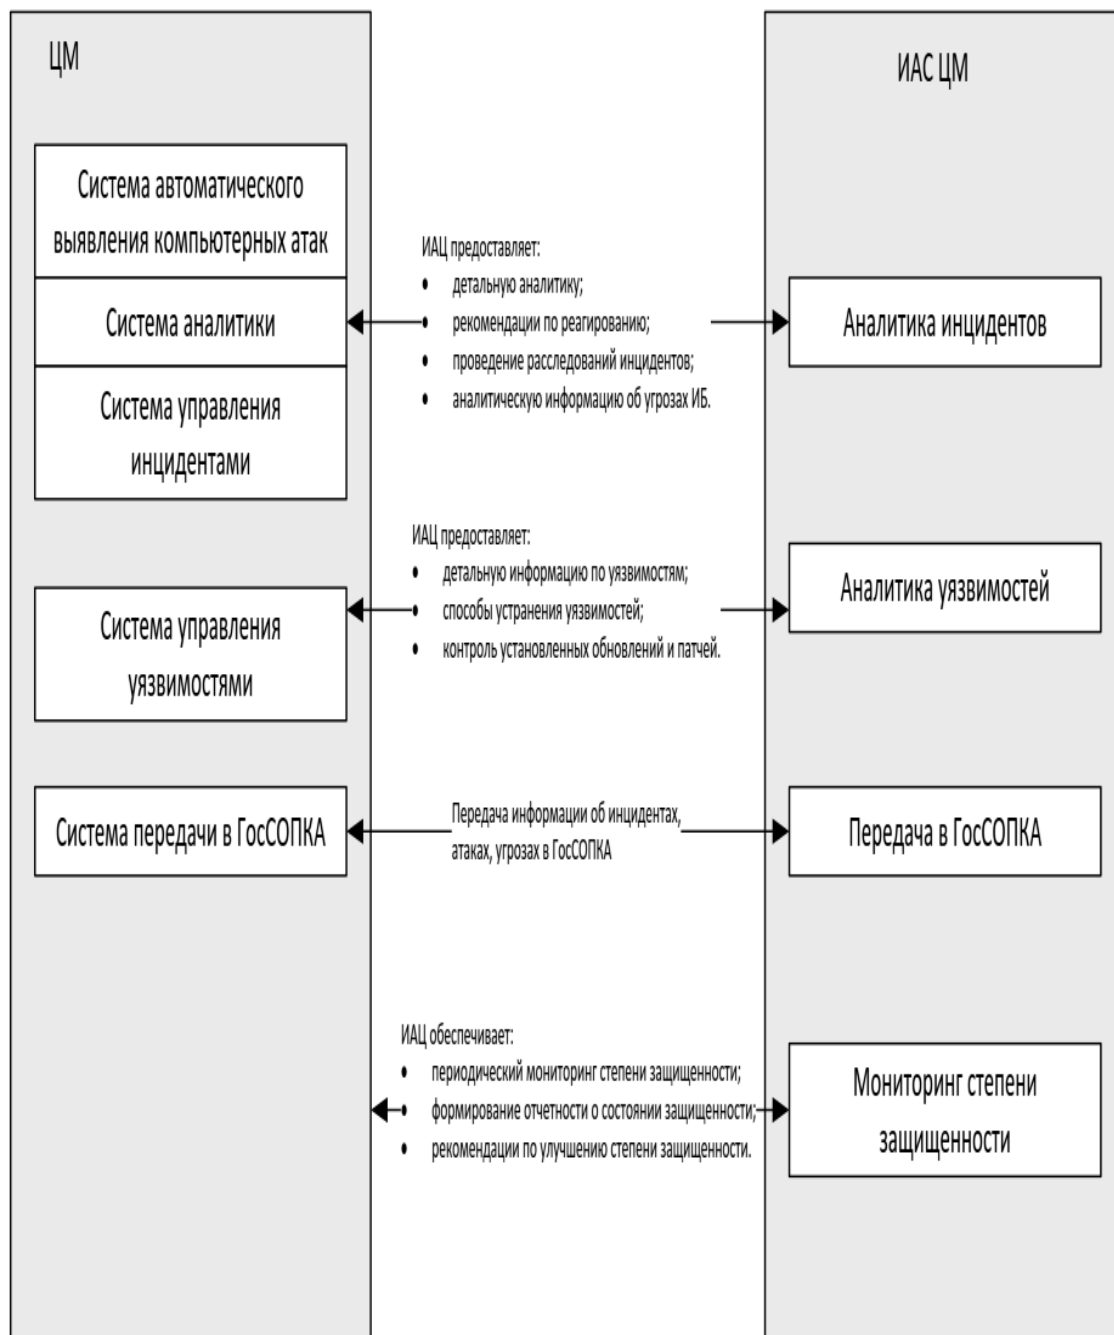 ЦМ
ИАС ЦМ
Система автоматического
выявления компьютерных атак
Система аналитики
Система управления
инцидентами
ИАЦ предоставляет:
• детальную аналитику;
• рекомендации по реагированию;
• проведение расследований инцидентов;
• аналитическую информацию об угрозах ИБ.
Аналитика инцидентов
Система управления
уязвимостями
ИАЦ предоставляет:
• детальную информацию по уязвимостям;
• способы устранения уязвимостей;
• контроль установленных обновлений и патчей.
Аналитика уязвимостей
Система передачи в ГосСОПКА
Передача информации об инцидентах,
атаках, угрозах в ГосСОПКА
Передача в ГосСОПКА
ИАЦ обеспечивает:
• периодический мониторинг степени защищенности;
• формирование отчетности о состоянии защищенности;
• рекомендации по улучшению степени защищенности.
Мониторинг степени
защищенности